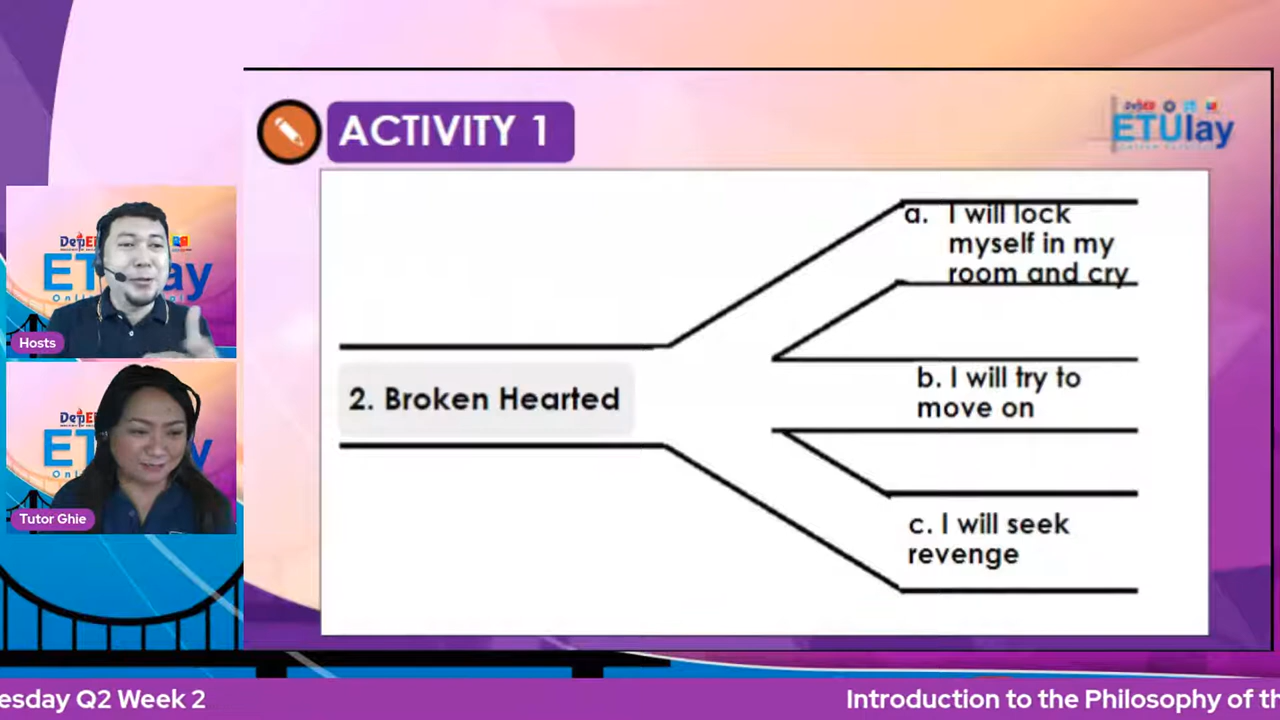 ACTIVITY 1
DepED
ETUlay
a. I will lock
myself in my
room and cry
2. Broken Hearted
b. I will try to
move on
c. I will seek
revenge
Hosts
Tutor Ghie
esday Q2 Week 2
Introduction to the Philosophy of th